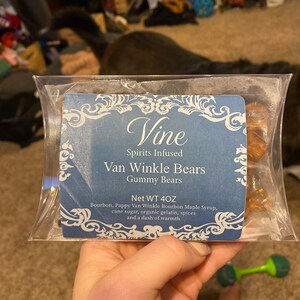 Vine
Spirits Infused
Van Winkle Bears
Gummy Bears
Net WT 4OZ
Bourbon, Pappy Van Winkle Bourbon Maple Syrup,
cane sugar, organic gelatin, spices,
and a dash of warmth